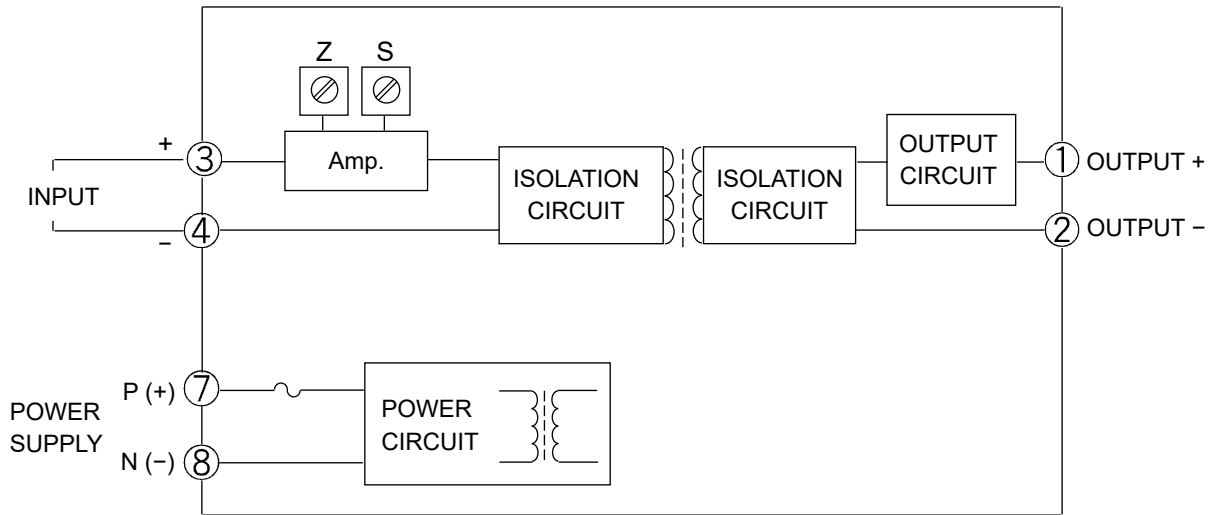 Z
S
+
3
Amp.
INPUT
−
4
ISOLATION
CIRCUIT
ISOLATION
CIRCUIT
OUTPUT
CIRCUIT
1
OUTPUT +
2
OUTPUT −
POWER
SUPPLY
P (+)
7
N (−)
8
POWER
CIRCUIT